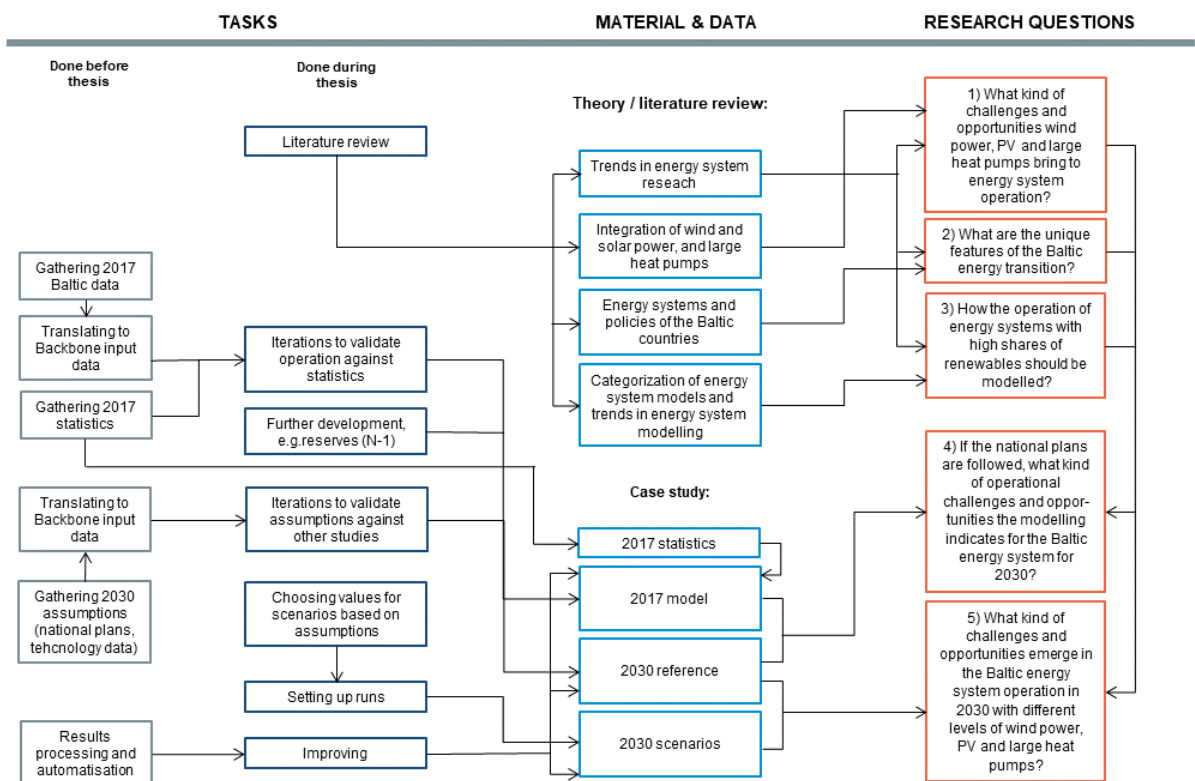 TASKS
MATERIAL & DATA
RESEARCH QUESTIONS
Done before
thesis
Done during
thesis
Literature review
Gathering 2017
Baltic data
Translating to
Backbone input
data
Gathering 2017
statistics
Iterations to validate
operation against
statistics
Further development,
e.g.reserves (N-1)
Translating to
Backbone input
data
Iterations to validate
assumptions against
other studies
Gathering 2030
assumptions
(national plans,
tehcnology data)
Choosing values for
scenarios based on
assumptions
Setting up runs
Results
processing and
automatisation
Improving
Theory / literature review:
Trends in energy system
reseach
Integration of wind and
solar power, and large
heat pumps
Energy systems and
policies of the Baltic
countries
Categorization of energy
system models and
trends in energy system
modelling
Case study:
2017 statistics
2017 model
2030 reference
2030 scenarios
1) What kind of
challenges and
opportunities wind
power, PV and large
heat pumps bring to
energy system
operation?
2) What are the unique
features of the Baltic
energy transition?
3) How the operation of
energy systems with
high shares of
renewables should be
modelled?
4) If the national plans
are followed, what kind
of operational
challenges and oppor-
tunities the modelling
indicates for the Baltic
energy system for
2030?
5) What kind of
challenges and
opportunities emerge in
the Baltic energy
system operation in
2030 with different
levels of wind power,
PV and large heat
pumps?